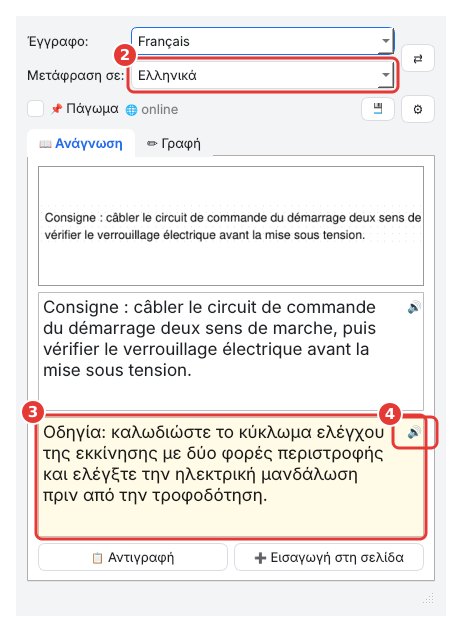 Έγγραφο: Français
2
Μετάφραση σε: Ελληνικά
Πάγωμα online
Ανάγνωση Γραφή
Consigne : câbler le circuit de commande du démarrage deux sens de
vérifier le verrouillage électrique avant la mise sous tension.
Consigne : câbler le circuit de commande
du démarrage deux sens de marche, puis
vérifier le verrouillage électrique avant la
mise sous tension.
3
4
Οδηγία: καλωδιώστε το κύκλωμα ελέγχου
της εκκίνησης με δύο φορές περιστροφής
και ελέγξτε την ηλεκτρική μανδάλωση
πριν από την τροφοδότηση.
Αντιγραφή Εισαγωγή στη σελίδα